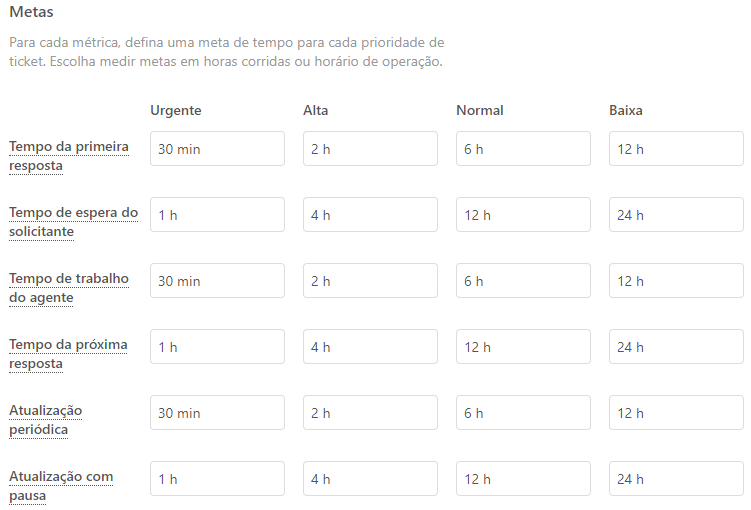 Metas
Para cada métrica, defina uma meta de tempo para cada prioridade de
ticket. Escolha medir metas em horas corridas ou horário de operação.
Urgente Alta Normal Baixa
Tempo da primeira
resposta
30 min 2 h 6 h 12 h
Tempo de espera do
solicitante
1 h 4 h 12 h 24 h
Tempo de trabalho
do agente
30 min 2 h 6 h 12 h
Tempo da próxima
resposta
1 h 4 h 12 h 24 h
Atualização
periódica
30 min 2 h 6 h 12 h
Atualização com
pausa
1 h 4 h 12 h 24 h